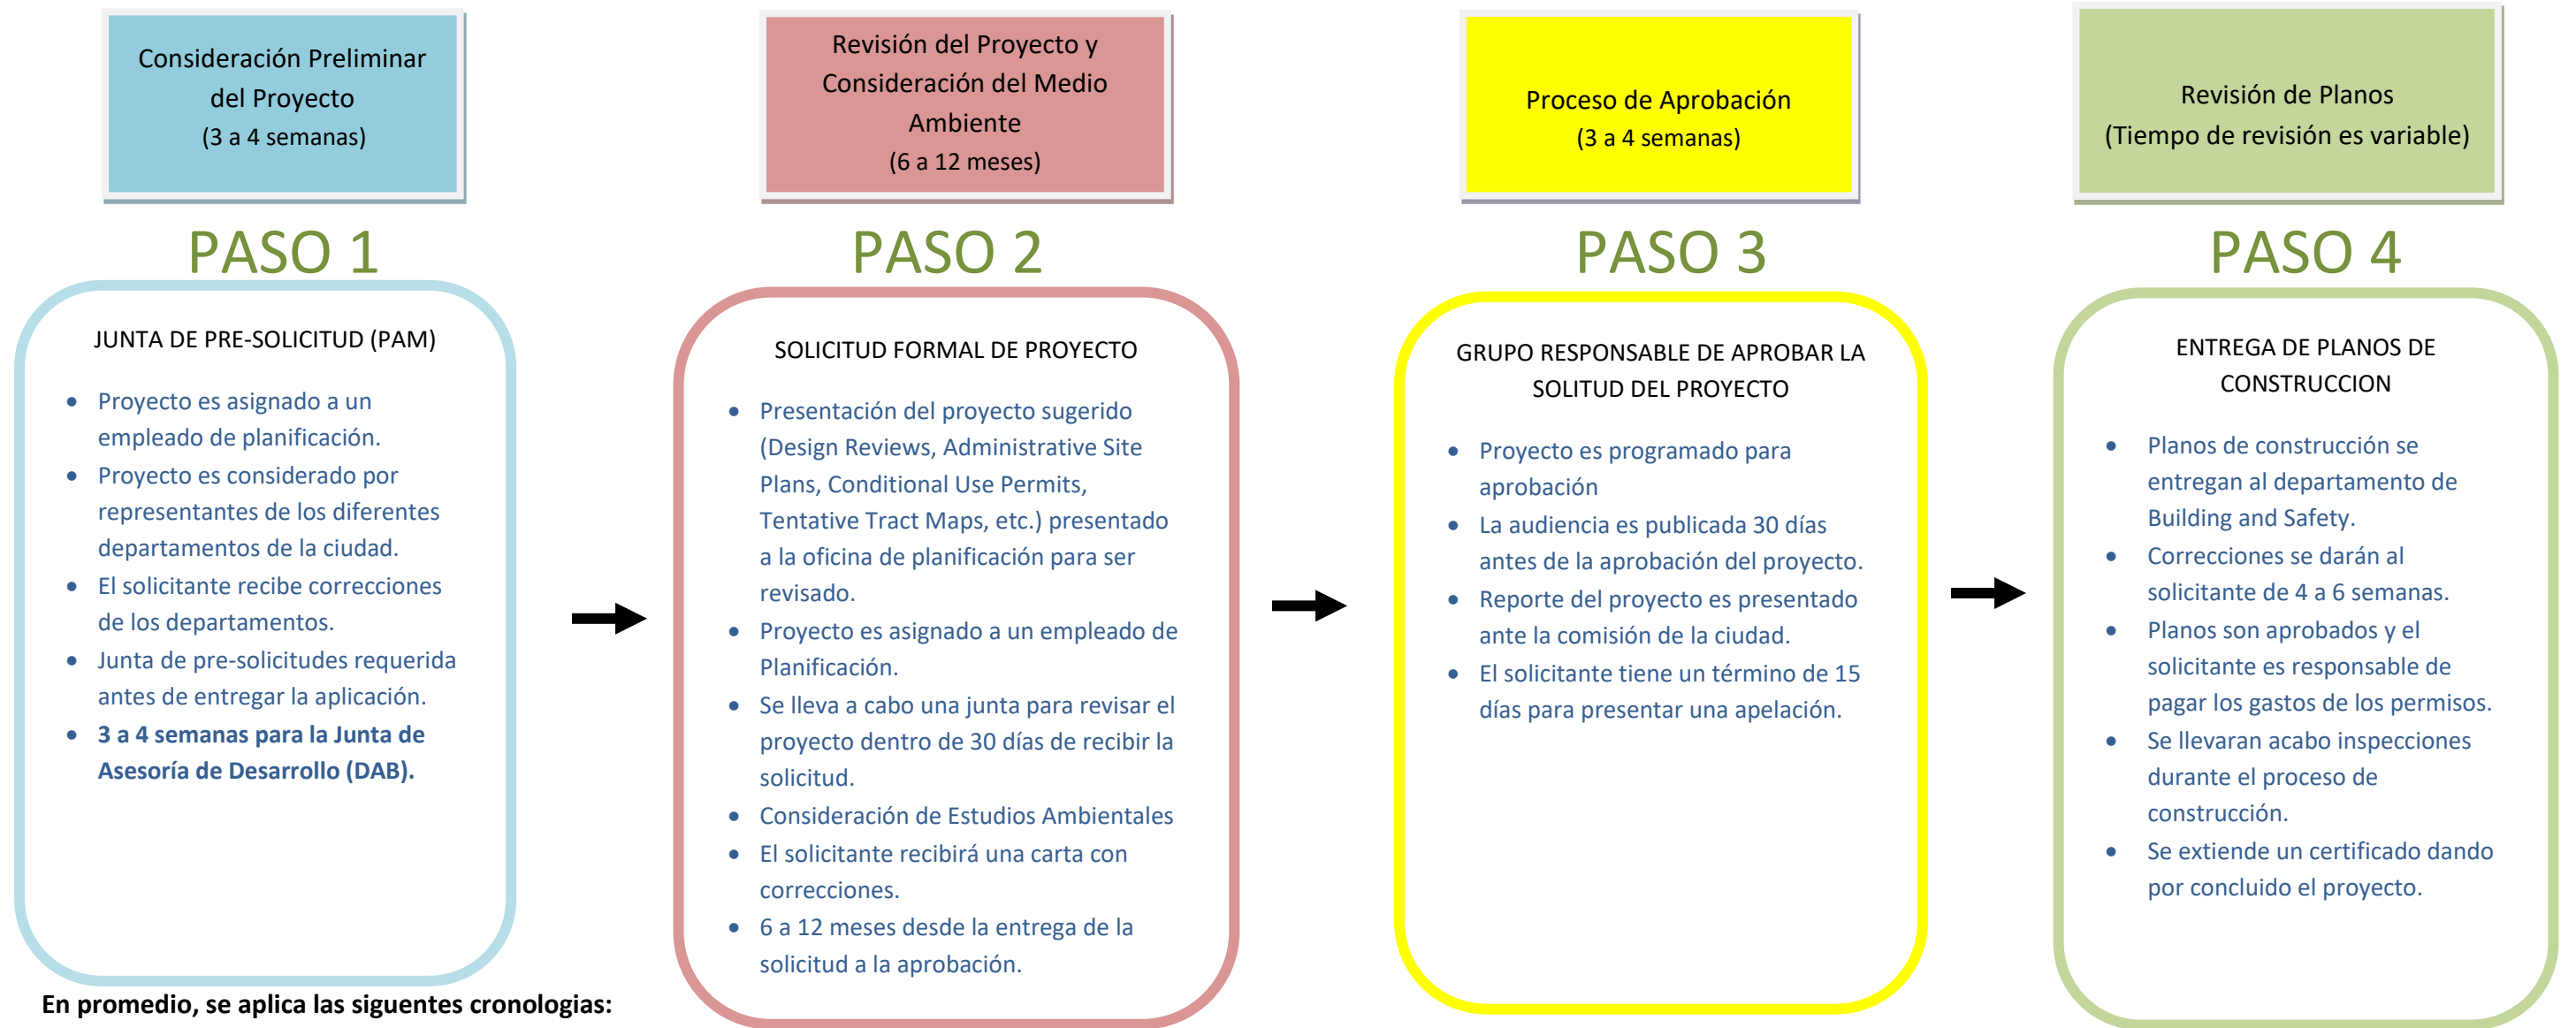 Consideración Preliminar
del Proyecto
(3 a 4 semanas)
PASO 1
JUNTA DE PRE-SOLICITUD (PAM)
• Proyecto es asignado a un
empleado de planificación.
• Proyecto es considerado por
representantes de los diferentes
departamentos de la ciudad.
• El solicitante recibe correcciones
de los departamentos.
• Junta de pre-solicitudes requerida
antes de entregar la aplicación.
• 3 a 4 semanas para la Junta de
Asesoría de Desarrollo (DAB).
Revisión del Proyecto y
Consideración del Medio
Ambiente
(6 a 12 meses)
PASO 2
SOLICITUD FORMAL DE PROYECTO
• Presentación del proyecto sugerido
(Design Reviews, Administrative Site
Plans, Conditional Use Permits,
Tentative Tract Maps, etc.) presentado
a la oficina de planificación para ser
revisado.
• Proyecto es asignado a un empleado de
Planificación.
• Se lleva a cabo una junta para revisar el
proyecto dentro de 30 días de recibir la
solicitud.
• Consideración de Estudios Ambientales
• El solicitante recibirá una carta con
correcciones.
• 6 a 12 meses desde la entrega de la
solicitud a la aprobación.
Proceso de Aprobación
(3 a 4 semanas)
PASO 3
GRUPO RESPONSABLE DE APROBAR LA
SOLITUD DEL PROYECTO
• Proyecto es programado para
aprobación
• La audiencia es publicada 30 días
antes de la aprobación del proyecto.
• Reporte del proyecto es presentado
ante la comisión de la ciudad.
• El solicitante tiene un término de 15
días para presentar una apelación.
Revisión de Planos
(Tiempo de revisión es variable)
PASO 4
ENTREGA DE PLANOS DE
CONSTRUCCION
• Planos de construcción se
entregan al departamento de
Building and Safety.
• Correcciones se darán al
solicitante de 4 a 6 semanas.
• Planos son aprobados y el
solicitante es responsable de
pagar los gastos de los permisos.
• Se llevaran acabo inspecciones
durante el proceso de
construcción.
• Se extiende un certificado dando
por concluido el proyecto.
En promedio, se aplica las siguentes cronologias: